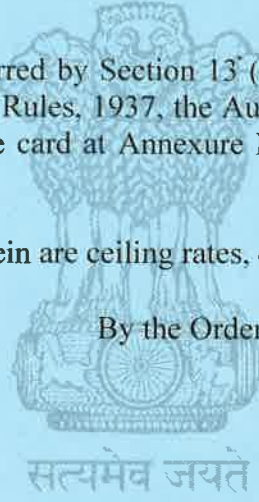 rred by Section 13 (
Rules, 1937, the Au
e card at Annexure
ein are ceiling rates,
By the Order
सत्यमेव जयते